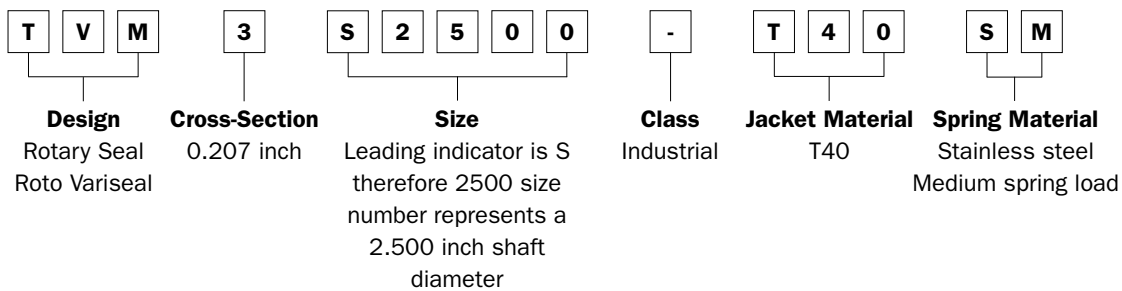 T V M 3 S 2 5 0 0 - T 4 0 S M
Design Cross-Section Size Class Jacket Material Spring Material
Rotary Seal 0.207 inch Leading indicator is S Industrial T40 Stainless steel
Roto Variseal therefore 2500 size Medium spring load
number represents a
2.500 inch shaft
diameter